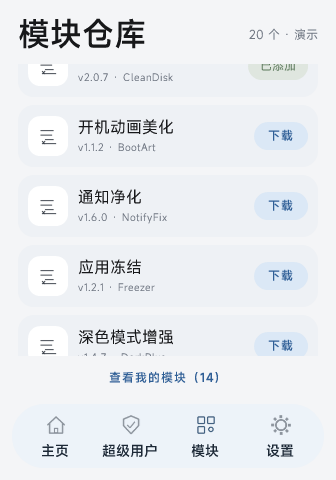 模块仓库
20 个 · 演示
已添加
v2.0.7 · CleanDisk
开机动画美化
v1.1.2 · BootArt
下载
通知净化
v1.6.0 · NotifyFix
下载
应用冻结
v1.2.1 · Freezer
下载
深色模式增强
下载
查看我的模块（14）
主页
超级用户
模块
设置